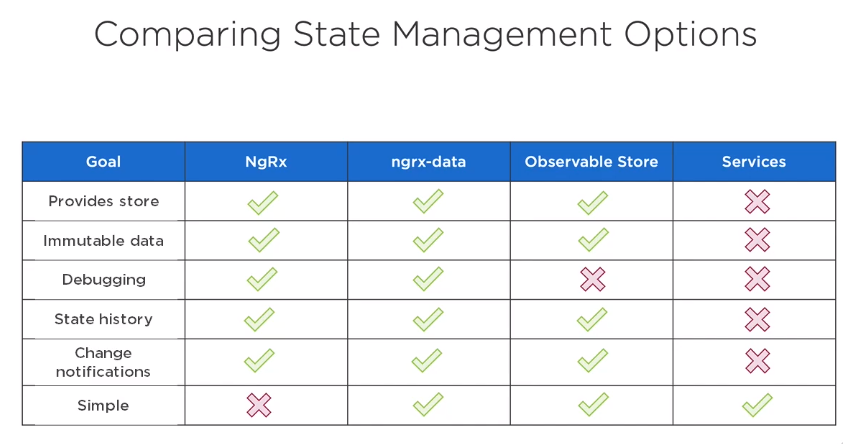 Comparing State Management Options
Goal NgRx ngrx-data Observable Store Services
Provides store
Immutable data
Debugging
State history
Change
notifications
Simple